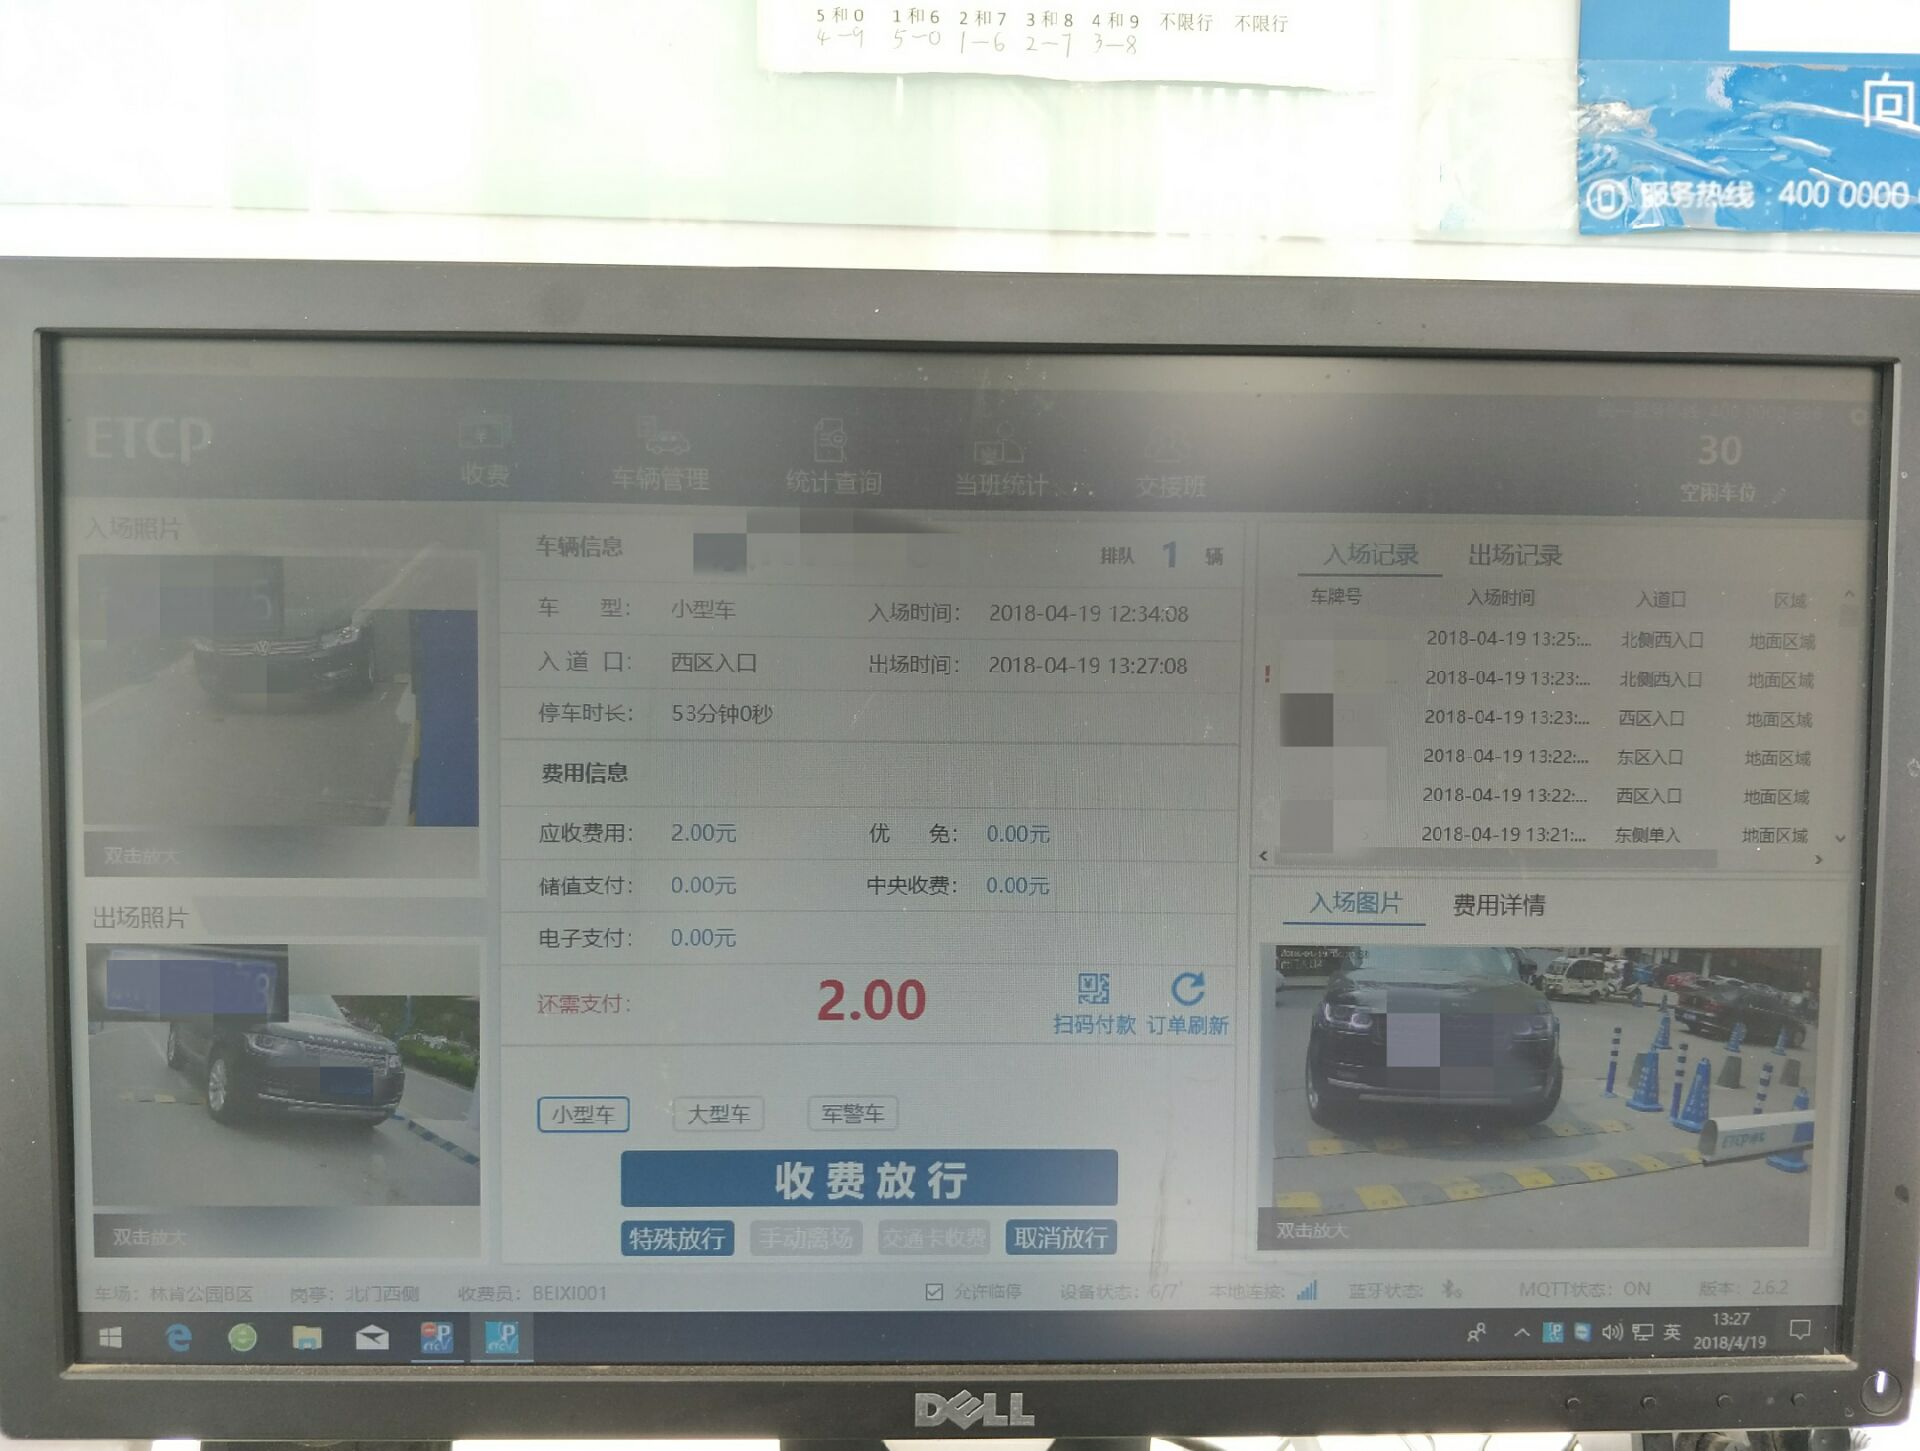 5和0 1和6 2和7 3和8 4和9 不限行 不限行
4-9 5-0 1-6 2-7 3-8
向
服务热线:400 0000
ETCP
收费 车辆管理 统计查询 当班统计 交接班
30
空闲车位
入场照片
双击放大
出场照片
双击放大
车辆信息
排队 1 辆
车 型: 小型车 入场时间: 2018-04-19 12:34:08
入道口: 西区入口 出场时间: 2018-04-19 13:27:08
停车时长: 53分钟0秒
费用信息
应收费用: 2.00元 优 免: 0.00元
储值支付: 0.00元 中央收费: 0.00元
电子支付: 0.00元
还需支付: 2.00
扫码付款 订单刷新
小型车 大型车 军警车
收费放行
特殊放行 手动离场 交通卡收费 取消放行
入场记录 出场记录
车牌号 入场时间 入道口 区域
2018-04-19 13:25:... 北侧西入口 地面区域
2018-04-19 13:23:... 北侧西入口 地面区域
2018-04-19 13:23:... 西区入口 地面区域
2018-04-19 13:22:... 东区入口 地面区域
2018-04-19 13:22:... 西区入口 地面区域
2018-04-19 13:21:... 东侧单入 地面区域
入场图片 费用详情
双击放大
车场: 林肯公园B区 岗亭: 北门西侧 收费员: BEIXI001 允许临停 设备状态: 6/7 本地连接: 蓝牙状态: MQTT状态: ON 版本: 2.6.2
英
13:27
2018/4/19
DELL